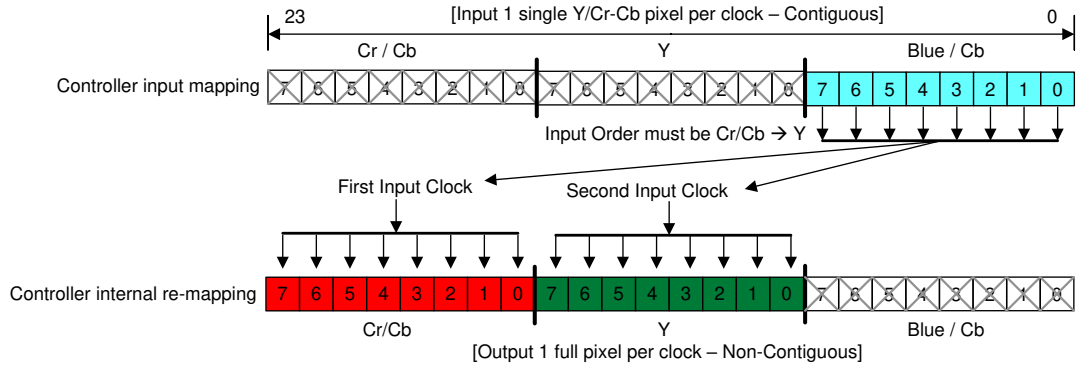 23 [Input 1 single Y/Cr-Cb pixel per clock – Contiguous] 0
Cr / Cb Y Blue / Cb
Controller input mapping 7 6 5 4 3 2 1 0 7 6 5 4 3 2 1 0 7 6 5 4 3 2 1 0
Input Order must be Cr/Cb → Y
First Input Clock Second Input Clock
Controller internal re-mapping 7 6 5 4 3 2 1 0 7 6 5 4 3 2 1 0 7 6 5 4 3 2 1 0
Cr/Cb Y Blue / Cb
[Output 1 full pixel per clock – Non-Contiguous]